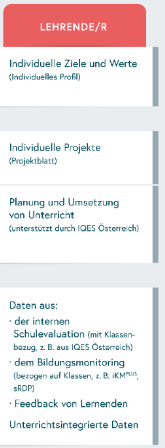 LEHRENDE/R
Individuelle Ziele und Werte
(Individuelles Profil)
Individuelle Projekte
(Projektblatt)
Planung und Umsetzung
von Unterricht
(unterstützt durch IQES Österreich)
Daten aus:
· der internen
Schulevaluation (mit Klassen-
bezug, z. B. aus IQES Österreich)
· dem Bildungsmonitoring
(bezogen auf Klassen, z. B. iKMPLUS,
sRDP)
· Feedback von Lernenden
Unterrichtsintegrierte Daten